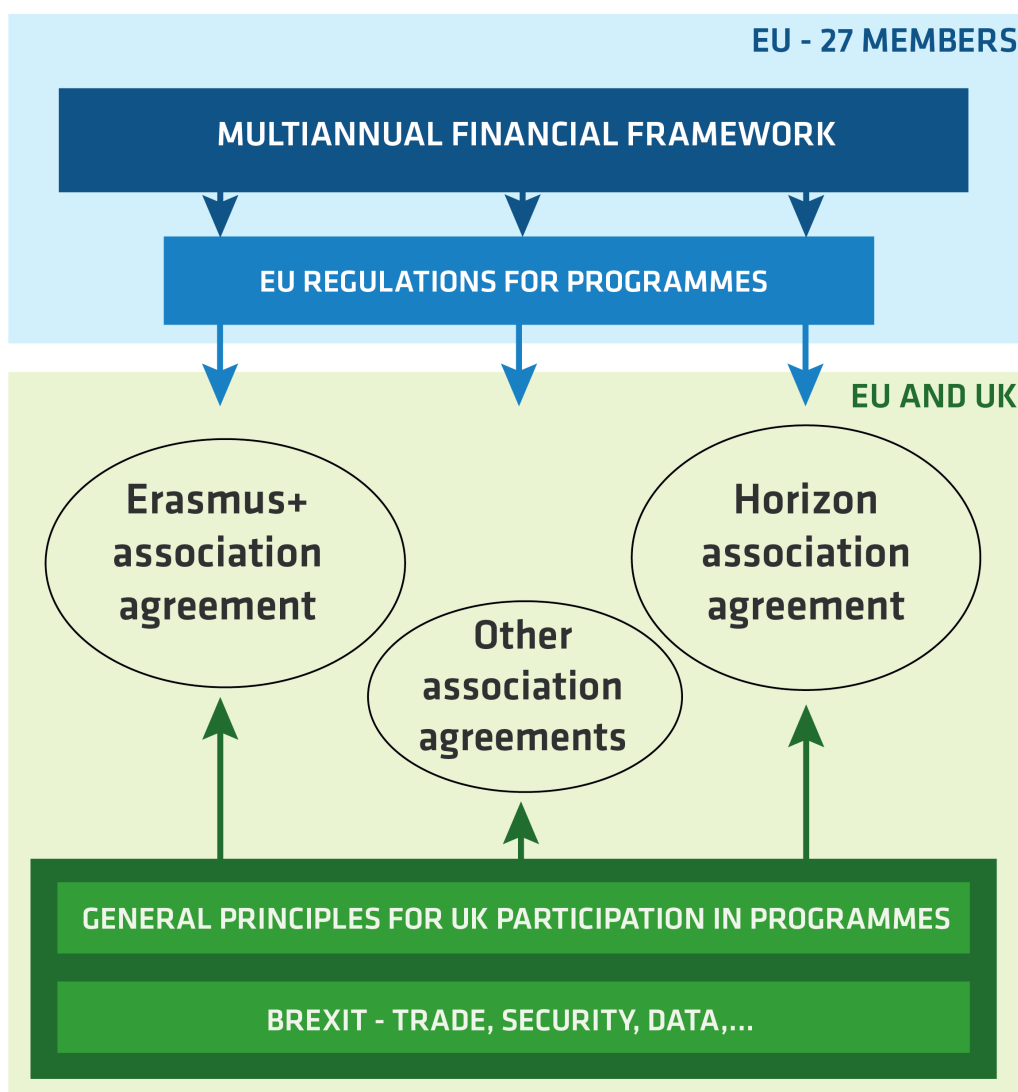 EU - 27 MEMBERS
MULTIANNUAL FINANCIAL FRAMEWORK
EU REGULATIONS FOR PROGRAMMES
EU AND UK
Erasmus+
association
agreement
Horizon
association
agreement
Other
association
agreements
GENERAL PRINCIPLES FOR UK PARTICIPATION IN PROGRAMMES
BREXIT - TRADE, SECURITY, DATA,...